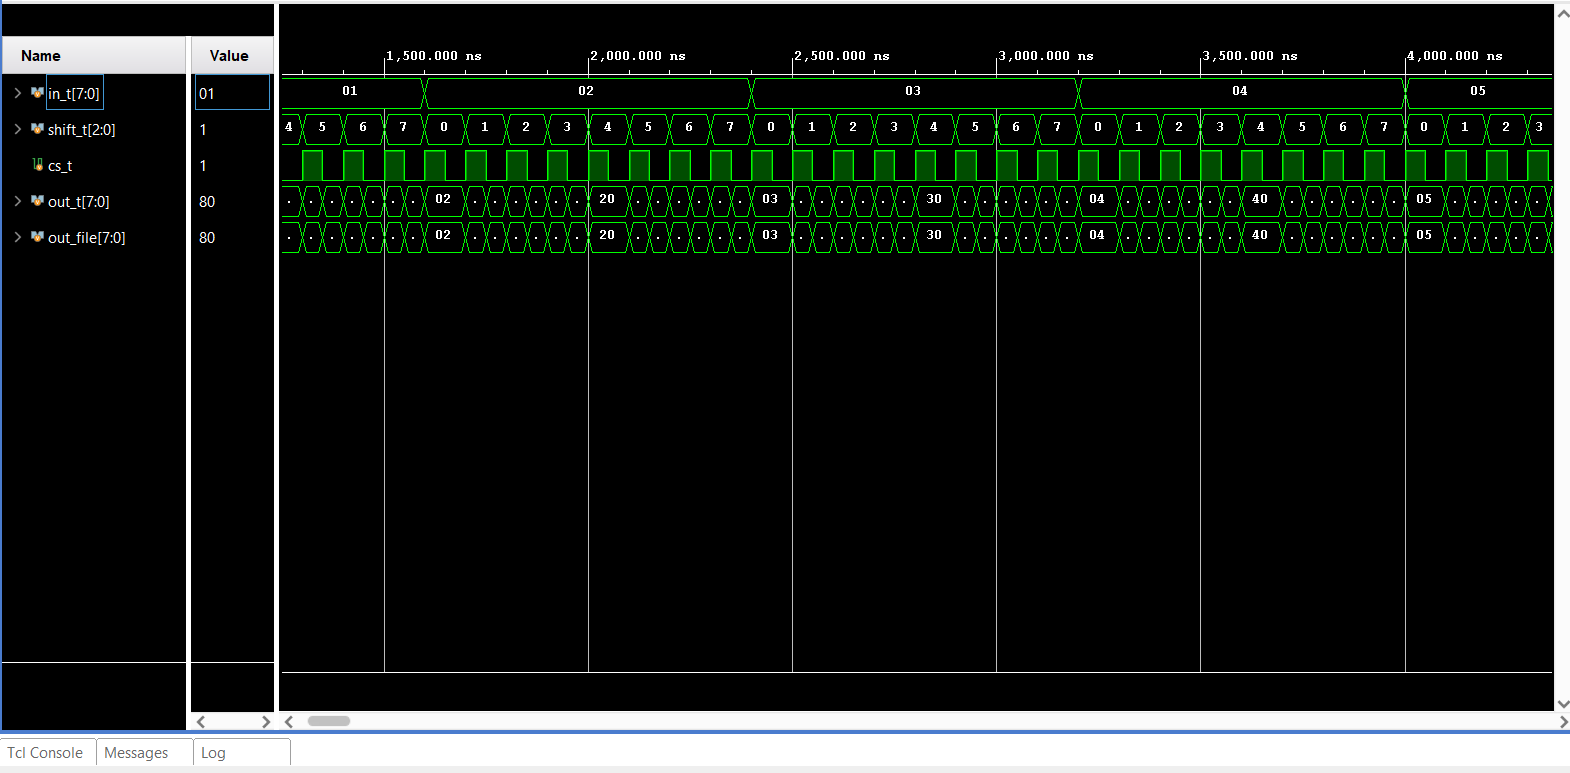 Name Value
1,500.000 ns 2,000.000 ns 2,500.000 ns 3,000.000 ns 3,500.000 ns 4,000.000 ns
in_t[7:0] 01 01 02 03 04 05
shift_t[2:0] 1 4 5 6 7 0 1 2 3 4 5 6 7 0 1 2 3 4 5 6 7 0 1 2 3 4 5 6 7 0 1 2 3
cs_t 1
out_t[7:0] 80 . . . . . . . 02 . . . . . . 20 . . . . . . 03 . . . . . . 30 . . . . . . 04 . . . . . . 40 . . . . . . 05 . . . . .
out_file[7:0] 80 . . . . . . . 02 . . . . . . 20 . . . . . . 03 . . . . . . 30 . . . . . . 04 . . . . . . 40 . . . . . . 05 . . . . .
Tcl Console Messages Log